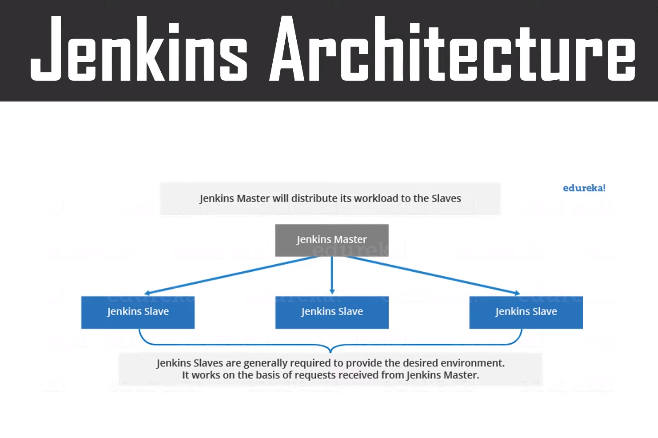 Jenkins Architecture
edureka!
Jenkins Master will distribute its workload to the Slaves
Jenkins Master
edureka!
Jenkins Slave
Jenkins Slave
Jenkins Slave
Jenkins Slaves are generally required to provide the desired environment.
It works on the basis of requests received from Jenkins Master.